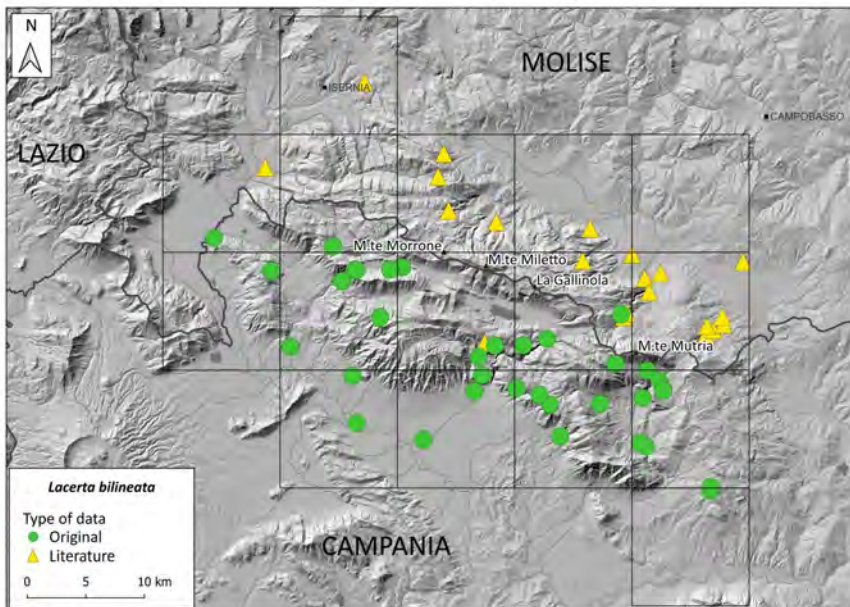 N
MOLISE
ISERNIA
CAMPOBASSO
LAZIO
M.te Morrone
M.te Miletto
La Gallinola
M.te Mutria
Lacerta bilineata
Type of data
Original
Literature
0 5 10 km
CAMPANIA